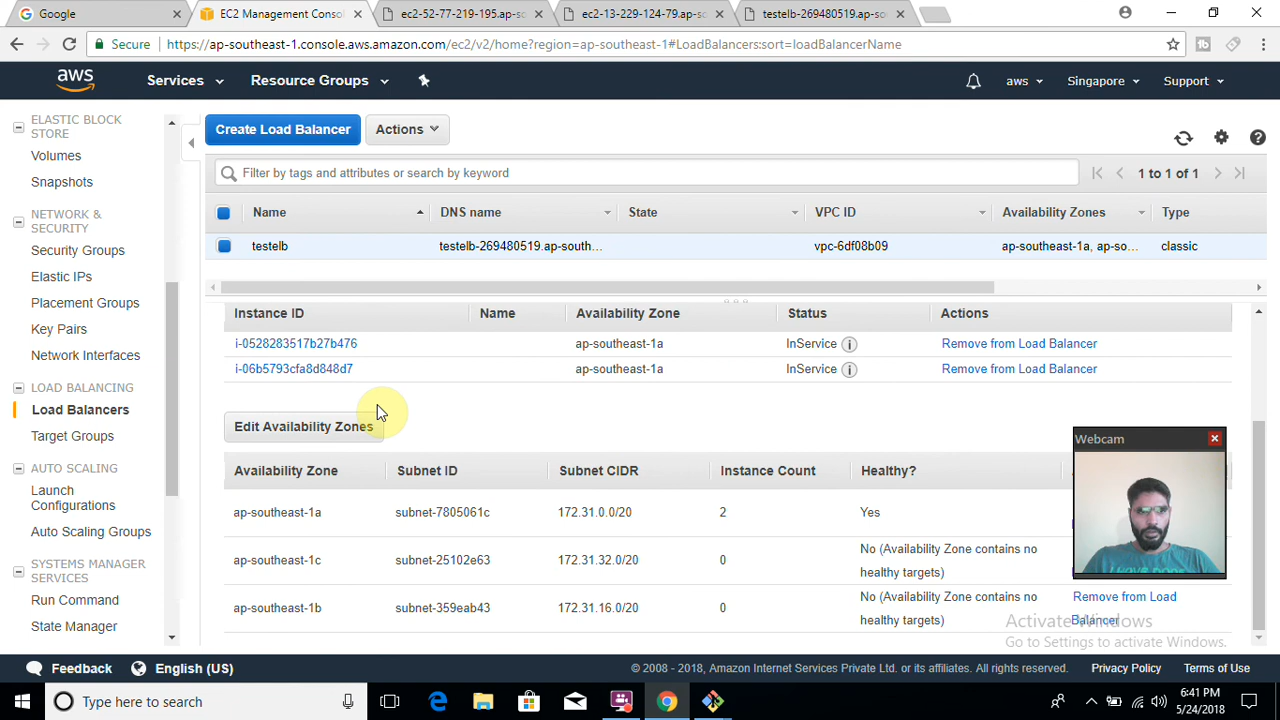 Google
EC2 Management Conso
ec2-52-77-219-195.ap-s
ec2-13-229-124-79.ap-s
testelb-269480519.ap-so
Secure
https://ap-southeast-1.console.aws.amazon.com/ec2/v2/home?region=ap-southeast-1#LoadBalancers:sort=loadBalancerName
aws
Services
Resource Groups
aws
Singapore
Support
ELASTIC BLOCK
STORE
Volumes
Snapshots
NETWORK &
SECURITY
Security Groups
Elastic IPs
Placement Groups
Key Pairs
Network Interfaces
LOAD BALANCING
Load Balancers
Target Groups
AUTO SCALING
Launch
Configurations
Auto Scaling Groups
SYSTEMS MANAGER
SERVICES
Run Command
State Manager
Create Load Balancer
Actions
Filter by tags and attributes or search by keyword
1 to 1 of 1
Name DNS name State VPC ID Availability Zones Type
testelb testelb-269480519.ap-south... vpc-6df08b09 ap-southeast-1a, ap-so... classic
Instance ID Name Availability Zone Status Actions
i-0528283517b27b476 ap-southeast-1a InService Remove from Load Balancer
i-06b5793cfa8d848d7 ap-southeast-1a InService Remove from Load Balancer
Edit Availability Zones
Availability Zone Subnet ID Subnet CIDR Instance Count Healthy?
ap-southeast-1a subnet-7805061c 172.31.0.0/20 2 Yes
ap-southeast-1c subnet-25102e63 172.31.32.0/20 0 No (Availability Zone contains no
healthy targets)
ap-southeast-1b subnet-359eab43 172.31.16.0/20 0 No (Availability Zone contains no
healthy targets)
Remove from Load
Balancer
Webcam
Activate Windows
Go to Settings to activate Windows.
Feedback
English (US)
© 2008 - 2018, Amazon Internet Services Private Ltd. or its affiliates. All rights reserved.
Privacy Policy
Terms of Use
Type here to search
6:41 PM
5/24/2018